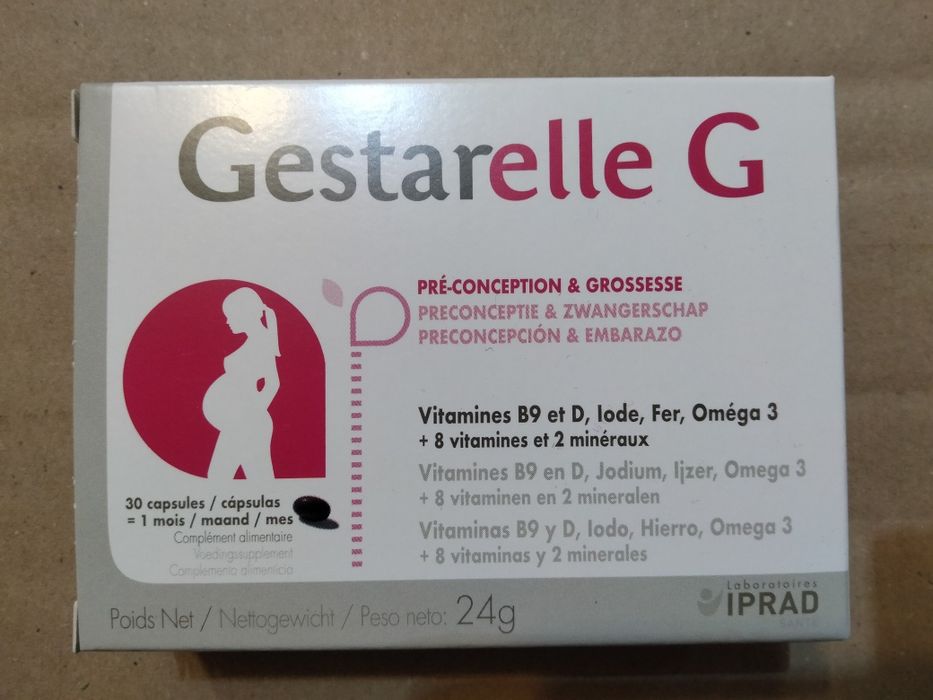 Gestarelle G
PRÉ-CONCEPTION & GROSSESSE
PRECONCEPTIE & ZWANGERSCHAP
PRECONCEPCIÓN & EMBARAZO
Vitamines B9 et D, Iode, Fer, Oméga 3
+ 8 vitamines et 2 minéraux
Vitamines B9 en D, Jodium, Ijzer, Omega 3
+ 8 vitaminen en 2 mineralen
Vitaminas B9 y D, Iodo, Hierro, Omega 3
+ 8 vitaminas y 2 minerales
30 capsules / cápsulas
= 1 mois / maand / mes
Complément alimentaire
Voedingssupplement
Complemento alimenticio
Poids Net / Nettogewicht / Peso neto: 24g
Laboratoires
IPRAD
SANTÉ